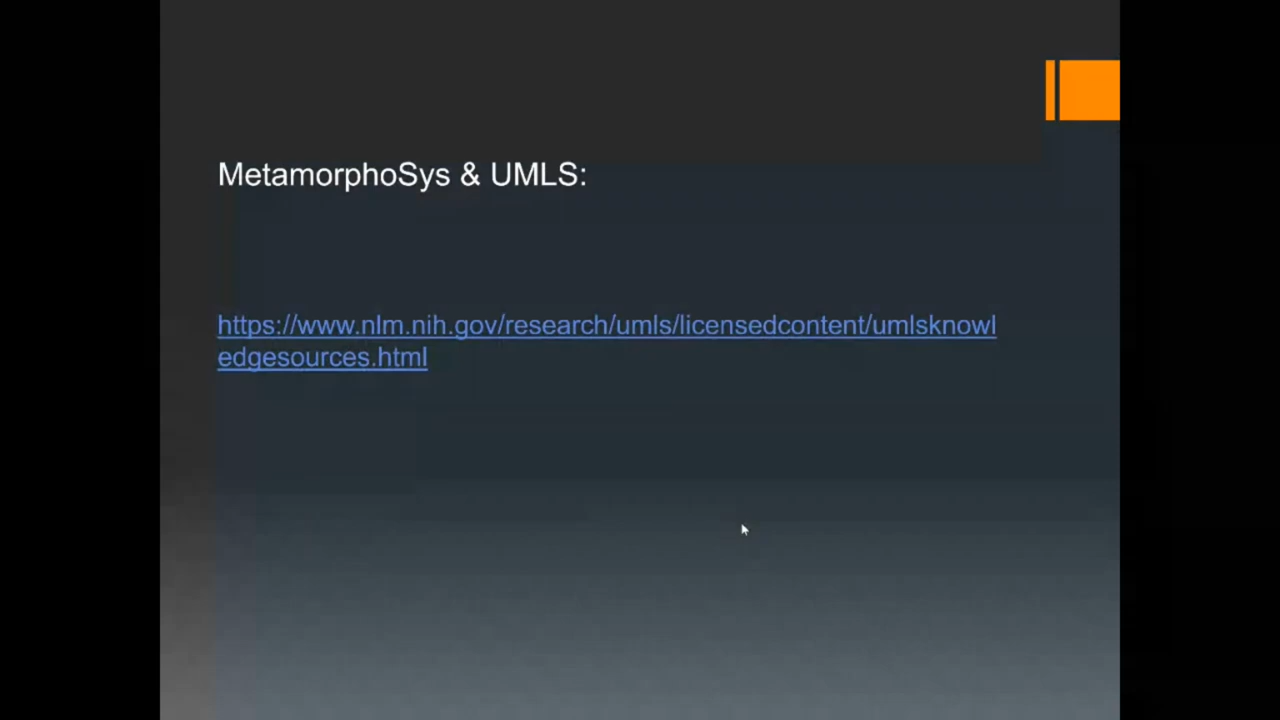 MetamorphoSys & UMLS:
https://www.nlm.nih.gov/research/umls/licensedcontent/umlsknowl
edgesources.html